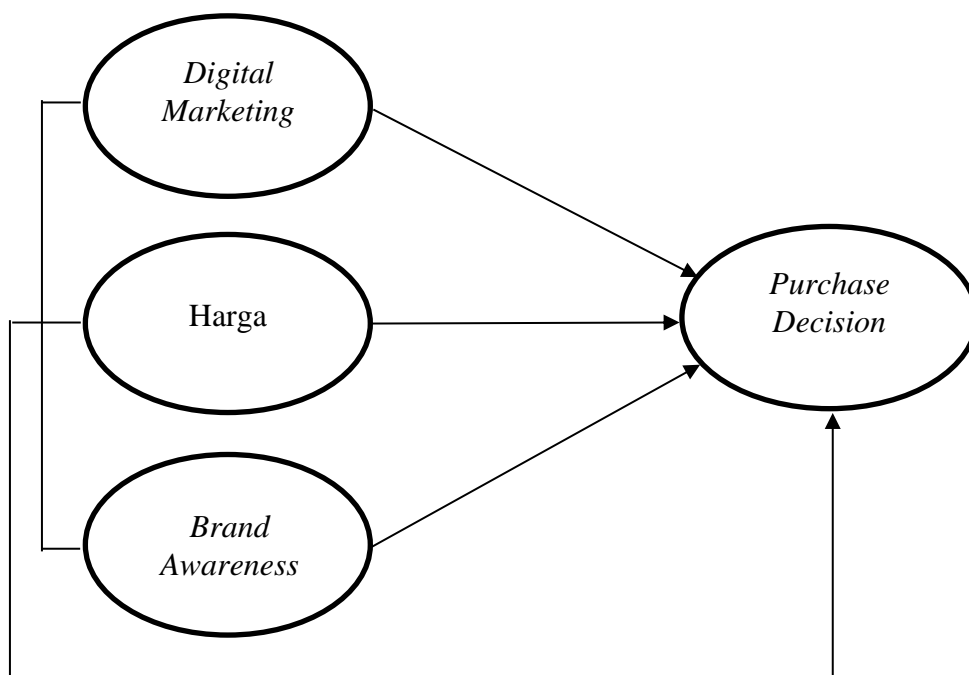 Digital
Marketing
Harga
Purchase
Decision
Brand
Awareness